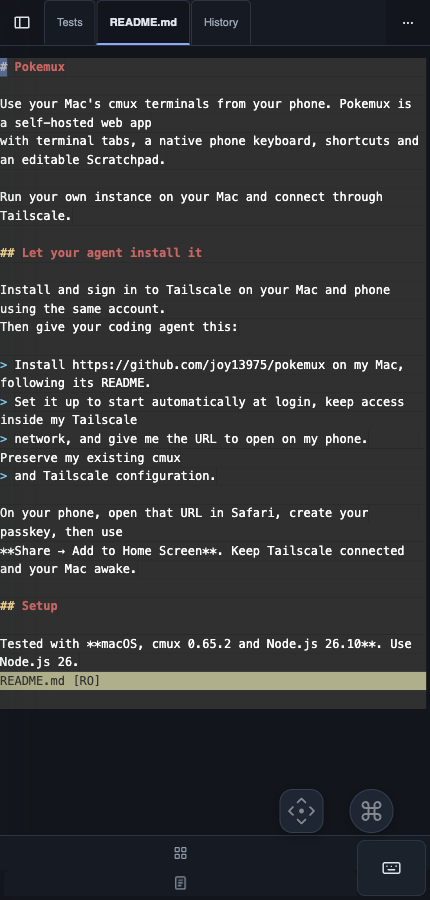 Tests
README.md
History
# Pokemux
Use your Mac's cmux terminals from your phone. Pokemux is
a self-hosted web app
with terminal tabs, a native phone keyboard, shortcuts and
an editable Scratchpad.
Run your own instance on your Mac and connect through
Tailscale.
## Let your agent install it
Install and sign in to Tailscale on your Mac and phone
using the same account.
Then give your coding agent this:
> Install https://github.com/joy13975/pokemux on my Mac,
following its README.
> Set it up to start automatically at login, keep access
inside my Tailscale
> network, and give me the URL to open on my phone.
Preserve my existing cmux
> and Tailscale configuration.
On your phone, open that URL in Safari, create your
passkey, then use
**Share → Add to Home Screen**. Keep Tailscale connected
and your Mac awake.
## Setup
Tested with **macOS, cmux 0.65.2 and Node.js 26.10**. Use
Node.js 26.
README.md [RO]